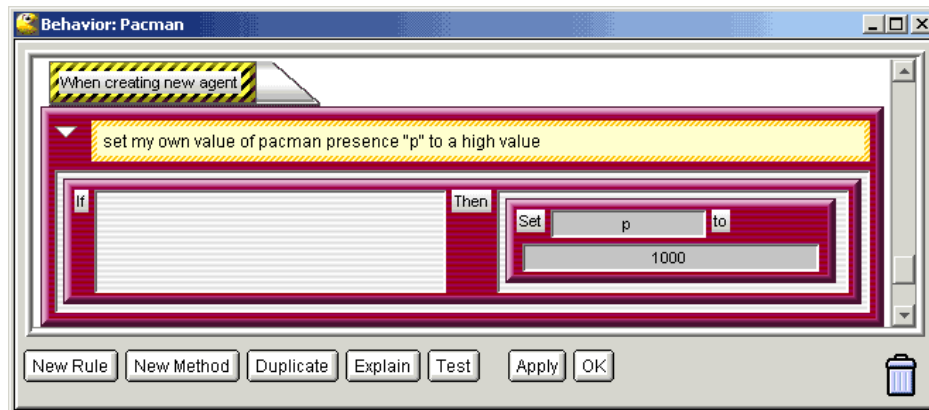 Behavior: Pacman
When creating new agent
set my own value of pacman presence "p" to a high value
If
Then
Set p to
1000
New Rule New Method Duplicate Explain Test Apply OK